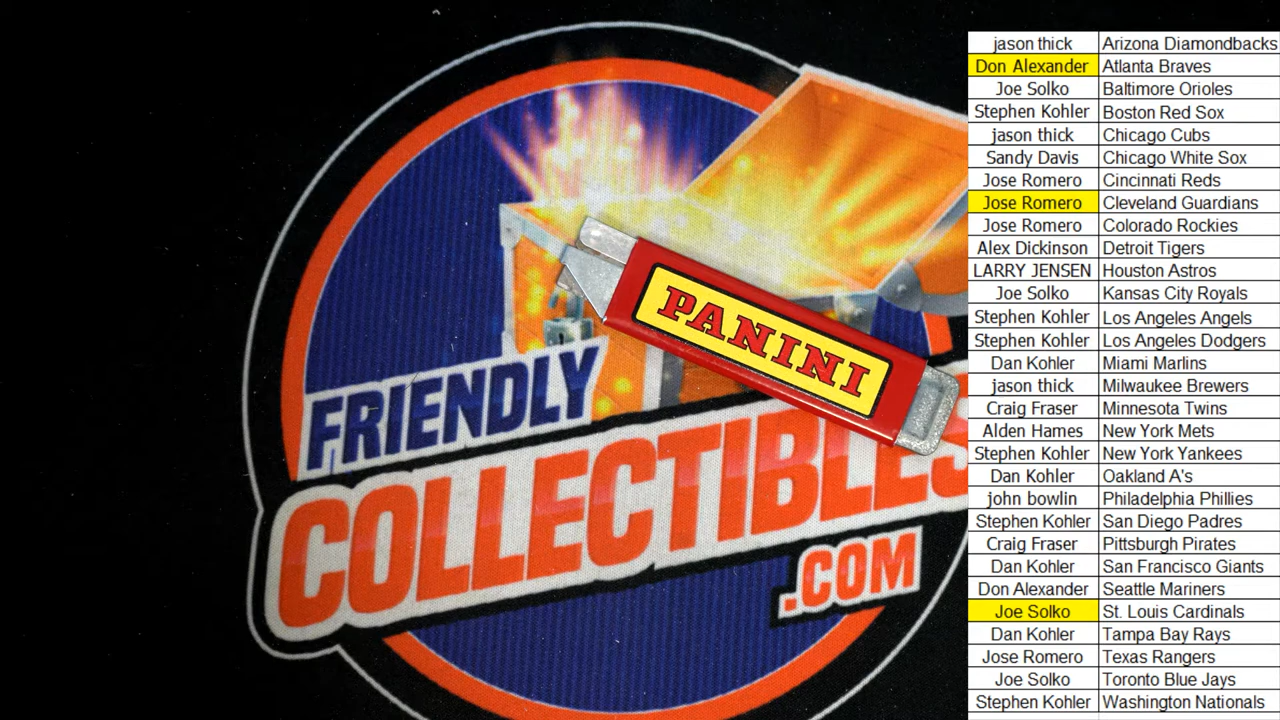 FRIENDLY
COLLECTIBLES
.COM
PANINI
jason thick Arizona Diamondbacks
Don Alexander Atlanta Braves
Joe Solko Baltimore Orioles
Stephen Kohler Boston Red Sox
jason thick Chicago Cubs
Sandy Davis Chicago White Sox
Jose Romero Cincinnati Reds
Jose Romero Cleveland Guardians
Jose Romero Colorado Rockies
Alex Dickinson Detroit Tigers
LARRY JENSEN Houston Astros
Joe Solko Kansas City Royals
Stephen Kohler Los Angeles Angels
Stephen Kohler Los Angeles Dodgers
Dan Kohler Miami Marlins
jason thick Milwaukee Brewers
Craig Fraser Minnesota Twins
Alden Hames New York Mets
Stephen Kohler New York Yankees
Dan Kohler Oakland A's
john bowlin Philadelphia Phillies
Stephen Kohler San Diego Padres
Craig Fraser Pittsburgh Pirates
Dan Kohler San Francisco Giants
Don Alexander Seattle Mariners
Joe Solko St. Louis Cardinals
Dan Kohler Tampa Bay Rays
Jose Romero Texas Rangers
Joe Solko Toronto Blue Jays
Stephen Kohler Washington Nationals